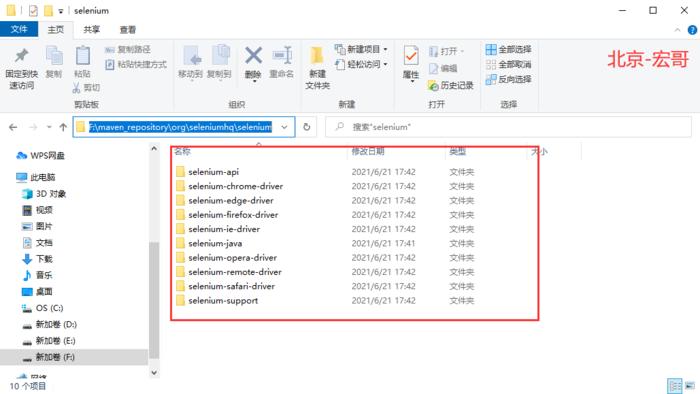 selenium
文件 主页 共享 查看
固定到快速访问 复制 粘贴 复制路径 粘贴快捷方式 剪切 移动到 复制到 删除 重命名 新建文件夹 新建项目 轻松访问 属性 打开 编辑 历史记录 全部选择 全部取消 反向选择
北京-宏哥
剪贴板 组织 新建 打开 选择
F:\maven_repository\org\seleniumhq\selenium 搜索"selenium"
名称 修改日期 类型 大小
WPS网盘
此电脑
3D 对象
视频
图片
文档
下载
音乐
桌面
OS (C:)
新加卷 (D:)
新加卷 (E:)
新加卷 (F:)
网络
selenium-api 2021/6/21 17:42 文件夹
selenium-chrome-driver 2021/6/21 17:42 文件夹
selenium-edge-driver 2021/6/21 17:42 文件夹
selenium-firefox-driver 2021/6/21 17:42 文件夹
selenium-ie-driver 2021/6/21 17:42 文件夹
selenium-java 2021/6/21 17:41 文件夹
selenium-opera-driver 2021/6/21 17:42 文件夹
selenium-remote-driver 2021/6/21 17:42 文件夹
selenium-safari-driver 2021/6/21 17:42 文件夹
selenium-support 2021/6/21 17:42 文件夹
10 个项目